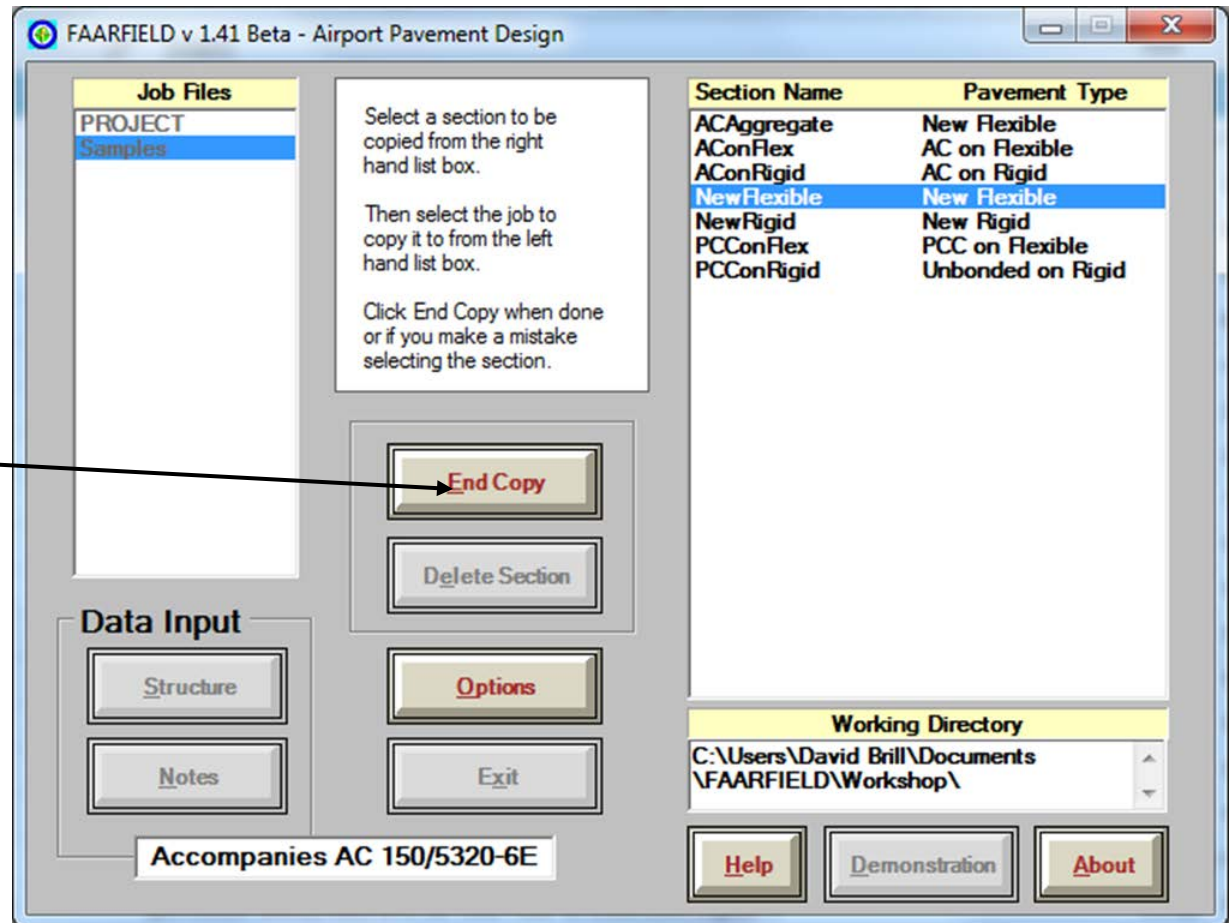 FAARFIELD v 1.41 Beta - Airport Pavement Design
Job Files
PROJECT
Samples
Select a section to be
copied from the right
hand list box.
Then select the job to
copy it to from the left
hand list box.
Click End Copy when done
or if you make a mistake
selecting the section.
Section Name Pavement Type
ACAggregate New Flexible
AConFlex AC on Flexible
AConRigid AC on Rigid
NewFlexible New Flexible
NewRigid New Rigid
PCConFlex PCC on Flexible
PCConRigid Unbonded on Rigid
End Copy
Delete Section
Data Input
Structure
Options
Notes
Exit
Working Directory
C:\Users\David Brill\Documents
\FAARFIELD\Workshop\
Accompanies AC 150/5320-6E
Help
Demonstration
About